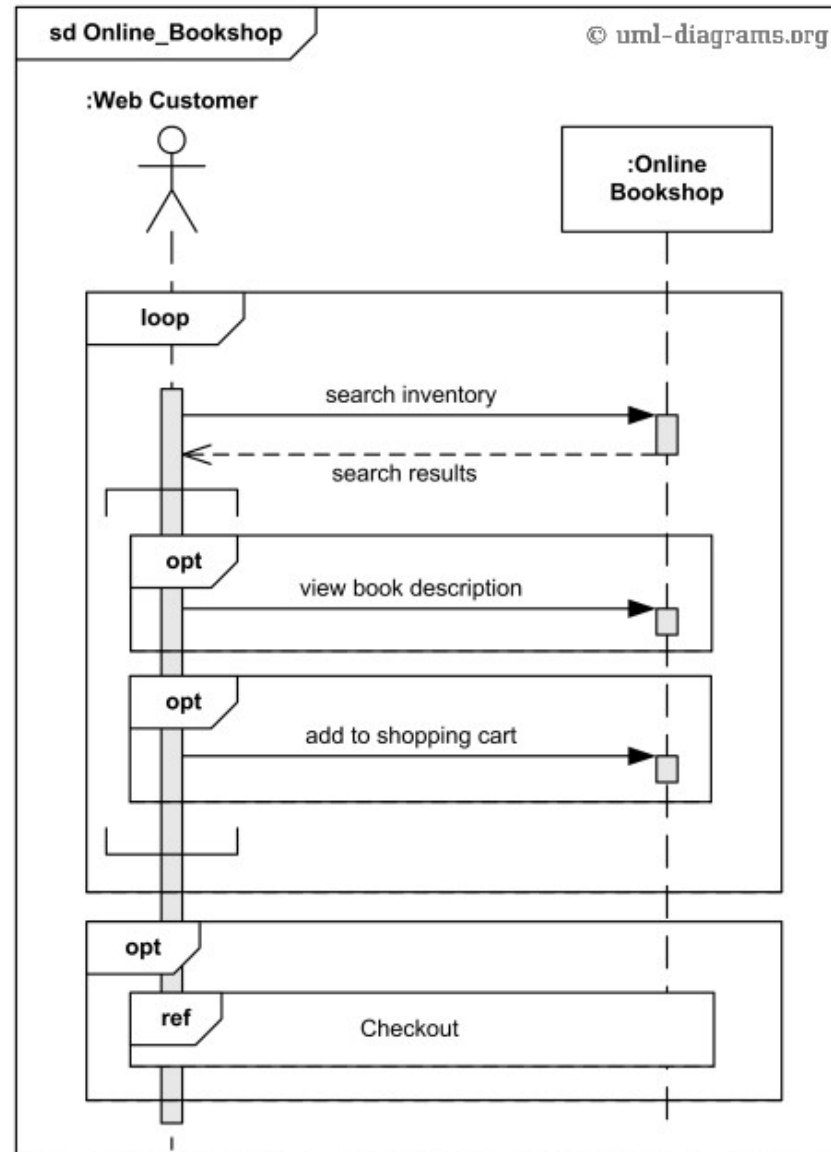 sd Online_Bookshop
© uml-diagrams.org
:Web Customer
:Online
Bookshop
loop
search inventory
search results
opt
view book description
opt
add to shopping cart
opt
ref
Checkout